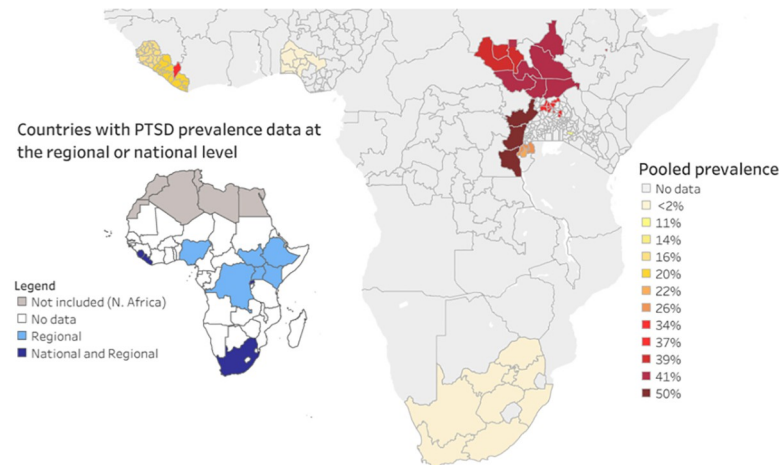 Countries with PTSD prevalence data at
the regional or national level
Legend
Not included (N. Africa)
No data
Regional
National and Regional
Pooled prevalence
No data
<2%
11%
14%
16%
20%
22%
26%
34%
37%
39%
41%
50%